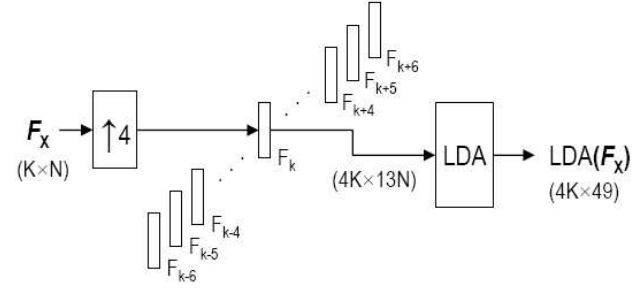 F_{k+6}
F_{k+5}
F_{k+4}
F_x
↑4
F_k
LDA
LDA(F_x)
(K×N)
(4K×13N)
(4K×49)
F_{k-4}
F_{k-5}
F_{k-6}